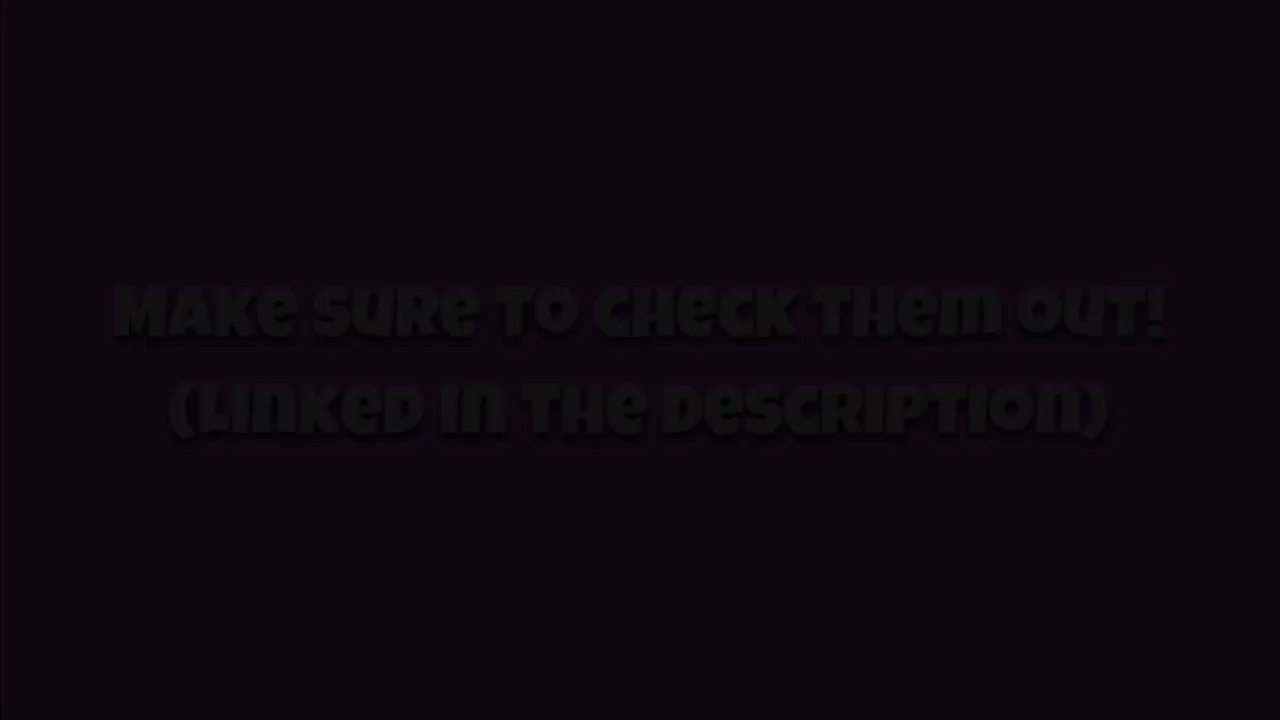 Make sure to check them out!
(Linked in the description)